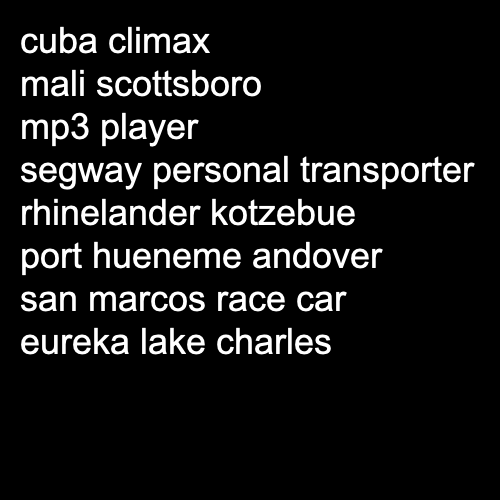 cuba climax
mali scottsboro
mp3 player
segway personal transporter
rhinelander kotzebue
port hueneme andover
san marcos race car
eureka lake charles